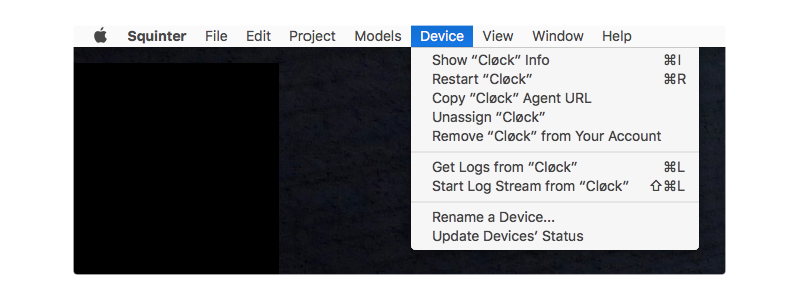 Squinter File Edit Project Models Device View Window Help
Show “Cløck” Info ⌘I
Restart “Cløck” ⌘R
Copy “Cløck” Agent URL
Unassign “Cløck”
Remove “Cløck” from Your Account
Get Logs from “Cløck” ⌘L
Start Log Stream from “Cløck” ⇧⌘L
Rename a Device...
Update Devices’ Status